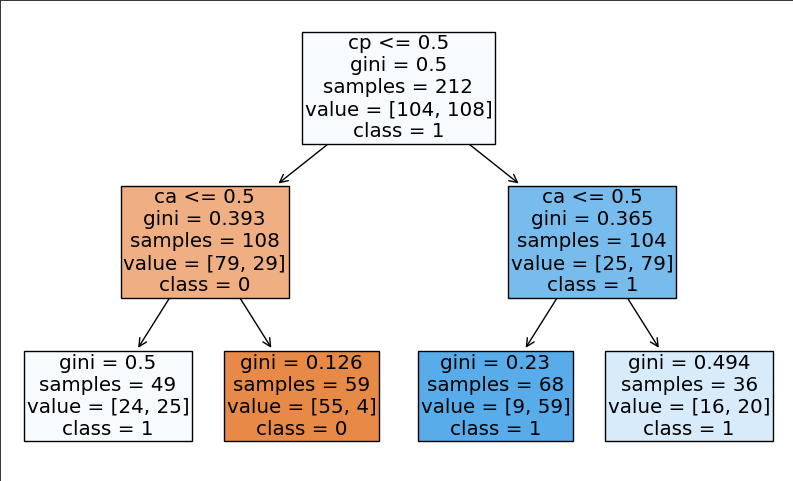 cp <= 0.5
gini = 0.5
samples = 212
value = [104, 108]
class = 1
ca <= 0.5
gini = 0.393
samples = 108
value = [79, 29]
class = 0
ca <= 0.5
gini = 0.365
samples = 104
value = [25, 79]
class = 1
gini = 0.5
samples = 49
value = [24, 25]
class = 1
gini = 0.126
samples = 59
value = [55, 4]
class = 0
gini = 0.23
samples = 68
value = [9, 59]
class = 1
gini = 0.494
samples = 36
value = [16, 20]
class = 1